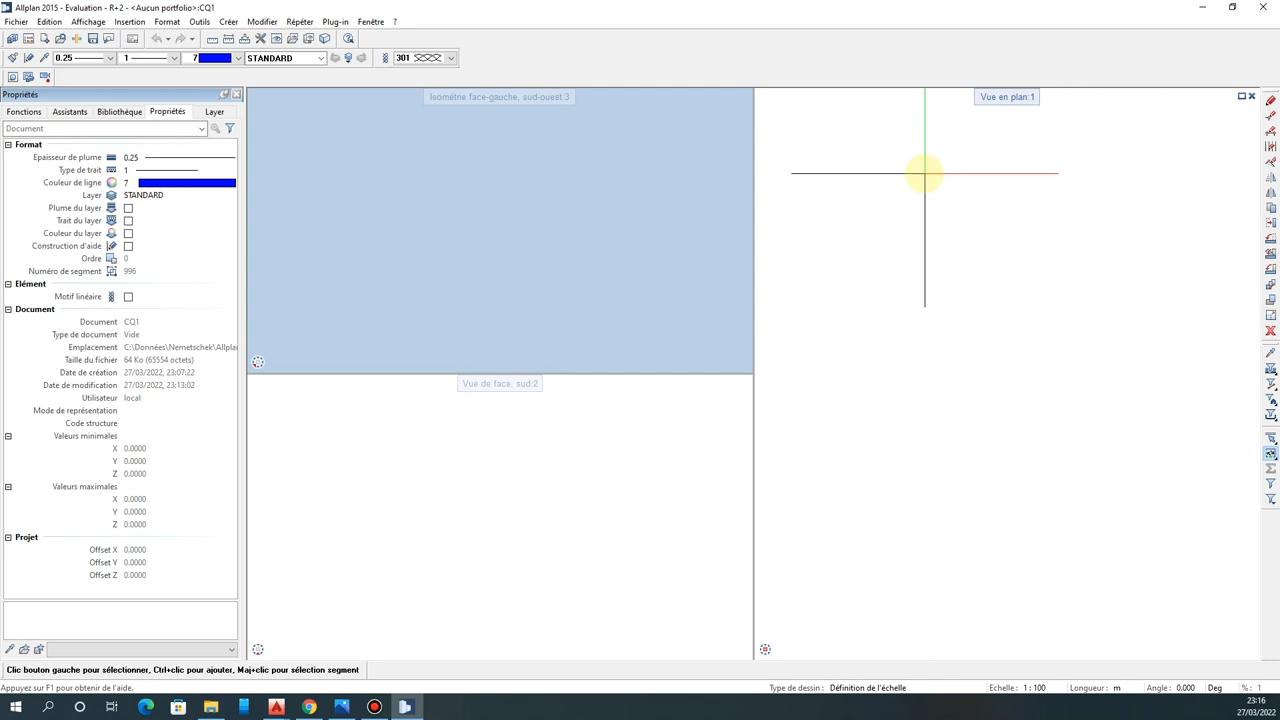 Allplan 2015 - Evaluation - R+2 - <Aucun portfolio>:CQ1
Fichier Edition Affichage Insertion Format Outils Créer Modifier Répéter Plug-in Fenêtre ?
0.25 1 7 STANDARD 301
Propriétés
Fonctions Assistants Bibliothèque Propriétés Layer
Document
Format
Epaisseur de plume 0.25
Type de trait 1
Couleur de ligne 7
Layer STANDARD
Plume du layer
Trait du layer
Couleur du layer
Construction d'aide
Ordre 0
Numéro de segment 996
Elément
Motif linéaire
Document
Document CQ1
Type de document Vide
Emplacement C:\Données\Nemetschek\Allpla
Taille du fichier 64 Ko (65554 octets)
Date de création 27/03/2022, 23:07:22
Date de modification 27/03/2022, 23:13:02
Utilisateur local
Mode de représentation
Code structure
Valeurs minimales
X 0.0000
Y 0.0000
Z 0.0000
Valeurs maximales
X 0.0000
Y 0.0000
Z 0.0000
Projet
Offset X 0.0000
Offset Y 0.0000
Offset Z 0.0000
Isométrie face-gauche, sud-ouest:3
Vue de face, sud:2
Vue en plan:1
Clic bouton gauche pour sélectionner, Ctrl+clic pour ajouter, Maj+clic pour sélection segment
Appuyez sur F1 pour obtenir de l'aide.
Type de dessin : Définition de l'échelle Echelle : 1 : 100 Longueur : m Angle : 0.000 Deg % : 1
23:16
27/03/2022